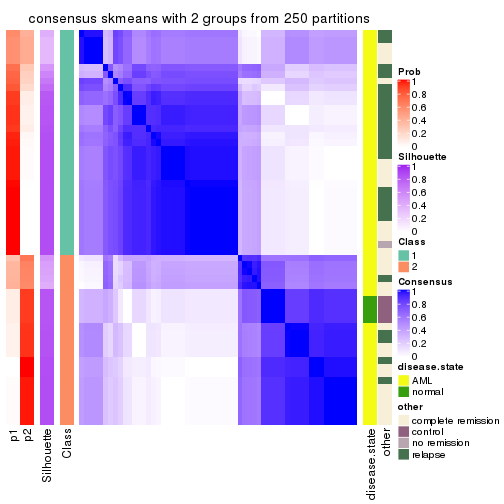 consensus skmeans with 2 groups from 250 partitions
Prob
1
0.8
0.6
0.4
0.2
0
Silhouette
1
0.8
0.6
0.4
0.2
0
Class
1
2
Consensus
1
0.8
0.6
0.4
0.2
0
disease.state
AML
normal
other
complete remission
control
no remission
relapse
p1
p2
Silhouette
Class
disease.state
other